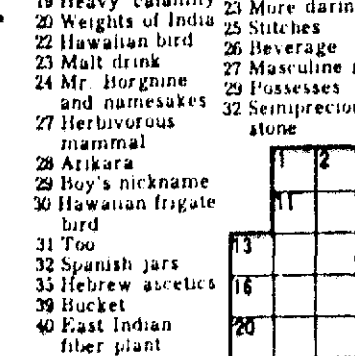 19 Heavy calamity
20 Weights of India
22 Hawaiian bird
23 Malt drink
24 Mr. Borgnine
and namesakes
27 Herbivorous
mammal
28 Arikara
29 Boy's nickname
30 Hawaiian frigate
bird
31 Too
32 Spanish jars
35 Hebrew ascetics
39 Bucket
40 East Indian
fiber plant
23 More darin
25 Stitches
26 Beverage
27 Masculine
29 Possesses
32 Semiprecio
stone
1 2
11
13
16
20